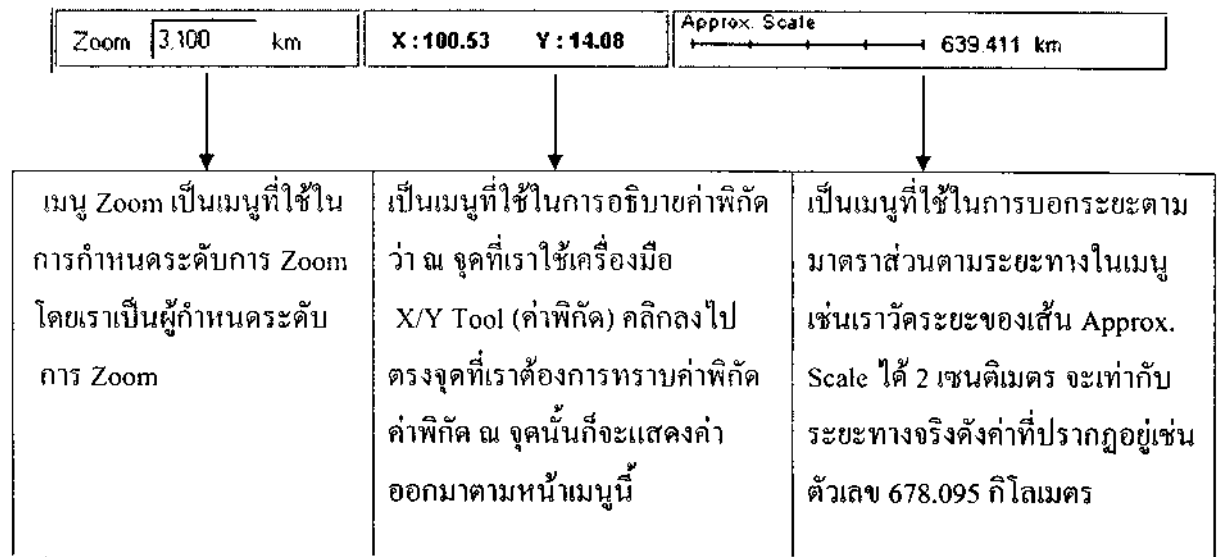 Zoom 3,100 km
X : 100.53 Y : 14.08
Approx. Scale
639.411 km
เมนู Zoom เป็นเมนูที่ใช้ใน
การกำหนดระดับการ Zoom
โดยเราเป็นผู้กำหนดระดับ
การ Zoom
เป็นเมนูที่ใช้ในการอธิบายค่าพิกัด
ว่า ณ จุดที่เราใช้เครื่องมือ
X/Y Tool (ค่าพิกัด) คลิกลงไป
ตรงจุดที่เราต้องการทราบค่าพิกัด
ค่าพิกัด ณ จุดนั้นก็จะแสดงค่า
ออกมาตามหน้าเมนูนี้
เป็นเมนูที่ใช้ในการบอกระยะตาม
มาตราส่วนตามระยะทางในเมนู
เช่นเราวัดระยะของเส้น Approx.
Scale ได้ 2 เซนติเมตร จะเท่ากับ
ระยะทางจริงดังค่าที่ปรากฏอยู่เช่น
ตัวเลข 678.095 กิโลเมตร